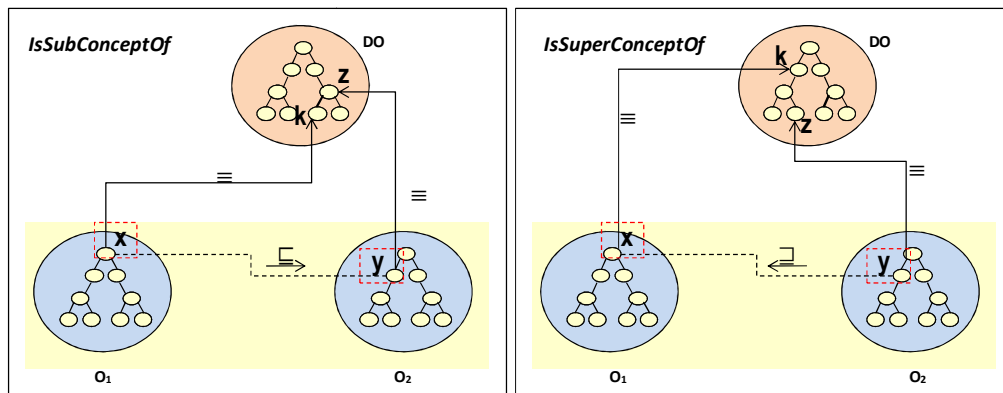 IsSubConceptOf
DO
z
k
≡
≡
x
⊑
y
O₁
O₂
IsSuperConceptOf
DO
k
z
≡
≡
x
⊒
y
O₁
O₂